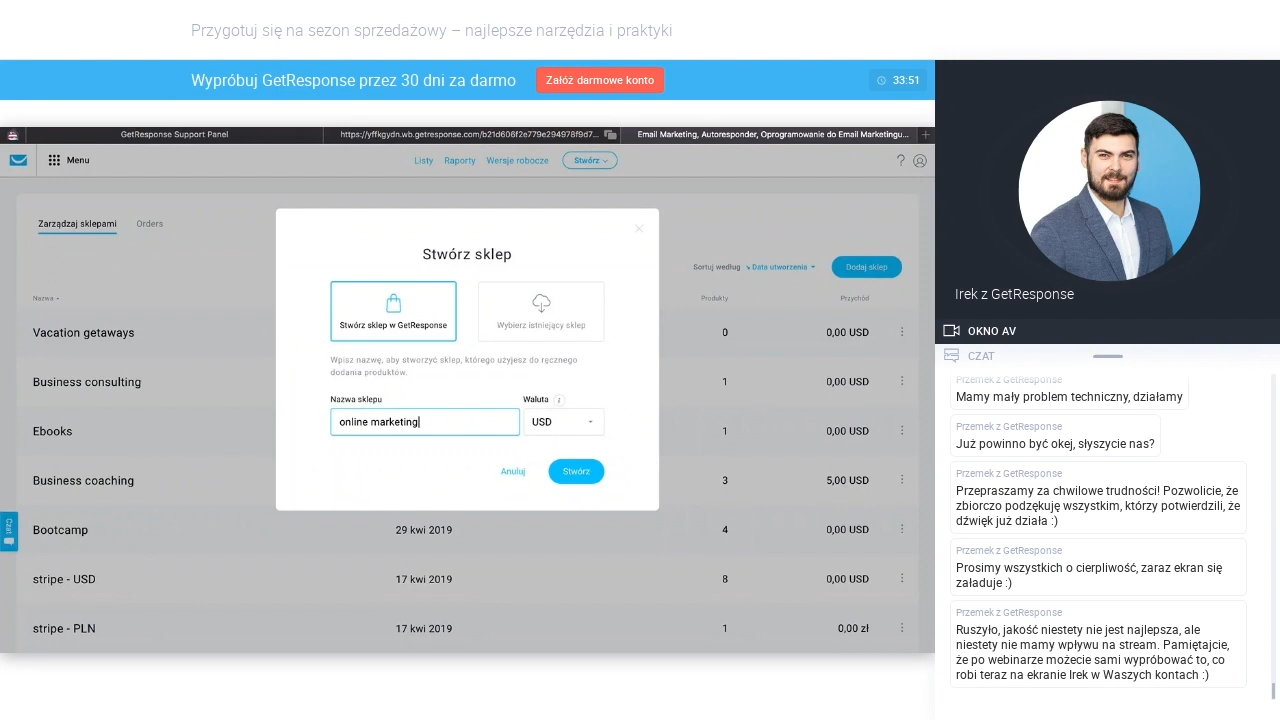 Przygotuj się na sezon sprzedażowy – najlepsze narzędzia i praktyki
Wypróbuj GetResponse przez 30 dni za darmo
Załóż darmowe konto
33:51
GetResponse Support Panel
https://yffkgydn.wb.getresponse.com/b21d606f2e779e294978f9d7...
Email Marketing, Autoresponder, Oprogramowanie do Email Marketingu...
Menu
Listy
Raporty
Wersje robocze
Stwórz
Zarządzaj sklepami
Orders
Sortuj według
Data utworzenia
Dodaj sklep
Nazwa
Produkty
Przychód
Vacation getaways
0
0,00 USD
Business consulting
1
0,00 USD
Ebooks
1
0,00 USD
Business coaching
3
5,00 USD
Bootcamp
29 kwi 2019
4
0,00 USD
stripe - USD
17 kwi 2019
8
0,00 USD
stripe - PLN
17 kwi 2019
1
0,00 zł
Czat
Stwórz sklep
Stwórz sklep w GetResponse
Wybierz istniejący sklep
Wpisz nazwę, aby stworzyć sklep, którego użyjesz do ręcznego
dodania produktów.
Nazwa sklepu
Waluta
i
online marketing
USD
Anuluj
Stwórz
Irek z GetResponse
OKNO AV
CZAT
Przemek z GetResponse
Mamy mały problem techniczny, działamy
Przemek z GetResponse
Już powinno być okej, słyszycie nas?
Przemek z GetResponse
Przepraszamy za chwilowe trudności! Pozwolicie, że
zbiorczo podzękuję wszystkim, którzy potwierdzili, że
dźwięk już działa :)
Przemek z GetResponse
Prosimy wszystkich o cierpliwość, zaraz ekran się
załaduje :)
Przemek z GetResponse
Ruszyło, jakość niestety nie jest najlepsza, ale
niestety nie mamy wpływu na stream. Pamiętajcie,
że po webinarze możecie sami wypróbować to, co
robi teraz na ekranie Irek w Waszych kontach :)